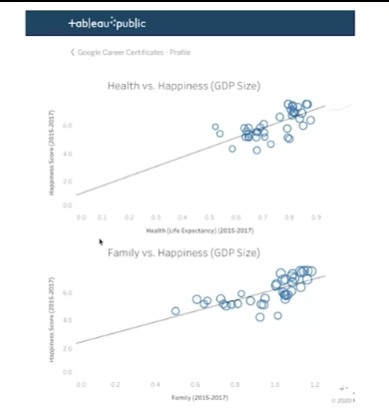 +ab|eau public
< Google Career Certificates - Profile
Health vs. Happiness (GDP Size)
Happiness Score (2015-2017)
6.0
4.0
2.0
0.0
0.0 0.1 0.2 0.3 0.4 0.5 0.6 0.7 0.8 0.9
Health (Life Expectancy) (2015-2017)
Family vs. Happiness (GDP Size)
Happiness Score (2015-2017)
6.0
4.0
2.0
0.0
0.0 0.2 0.4 0.6 0.8 1.0 1.2
Family (2015-2017)
© 2020